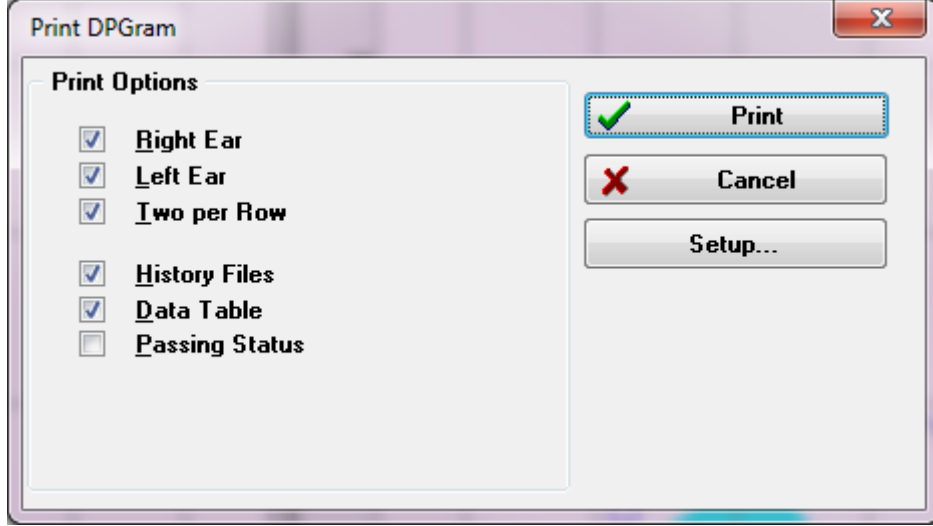 Print DPGram
Print Options
Right Ear
Left Ear
Two per Row
History Files
Data Table
Passing Status
Print
Cancel
Setup...